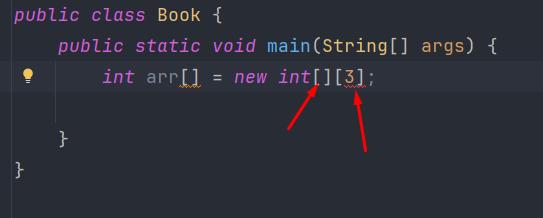 public class Book {
public static void main(String[] args) {
int arr[] = new int[][3];
}
}